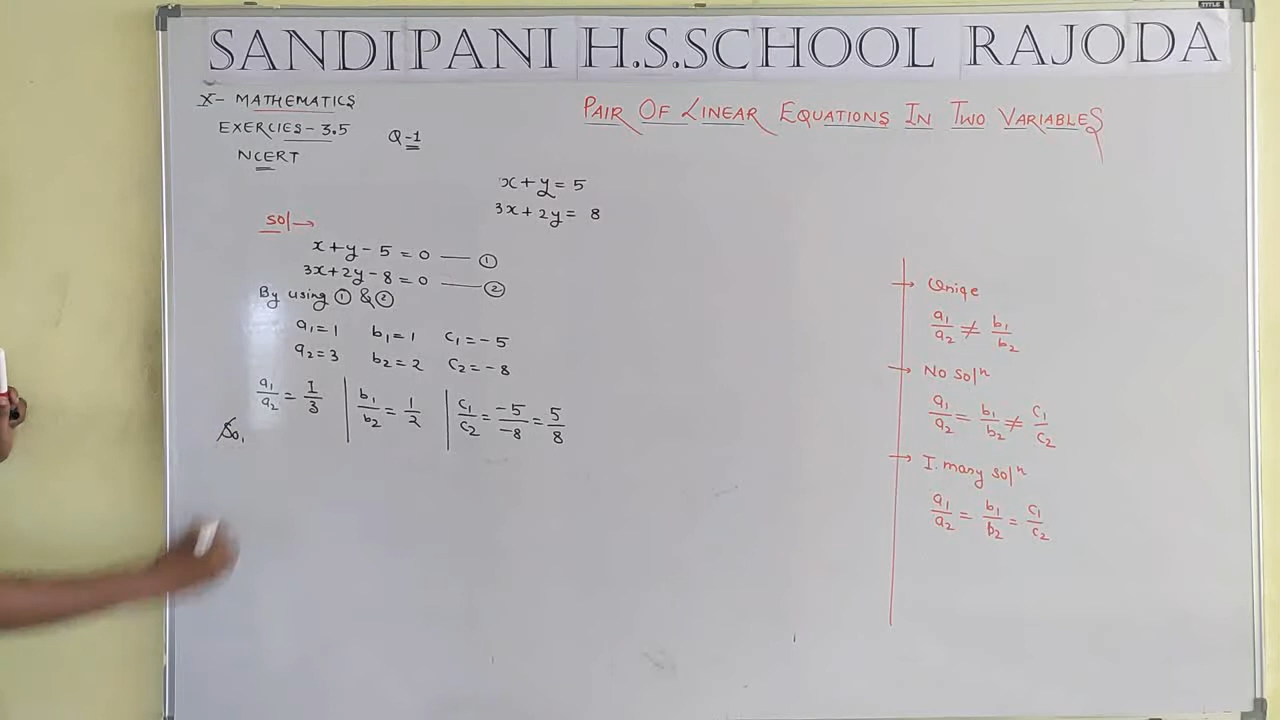 TITLE
SANDIPANI H.S.SCHOOL RAJODA
X- MATHEMATICS
EXERCIES-3.5
Q-1
NCERT
PAIR OF LINEAR EQUATIONS IN TWO VARIABLES
x+y=5
3x+2y= 8
Sol→
x+y-5=0 —— ①
3x+2y-8=0 —— ②
By using ① & ②
a₁=1 b₁=1 c₁=-5
a₂=3 b₂=2 c₂=-8
a₁/a₂ = 1/3 | b₁/b₂ = 1/2 | c₁/c₂ = -5/-8 = 5/8
So,
→ Uniqe
a₁/a₂ ≠ b₁/b₂
→ No solⁿ
a₁/a₂ = b₁/b₂ ≠ c₁/c₂
→ I. many solⁿ
a₁/a₂ = b₁/b₂ = c₁/c₂